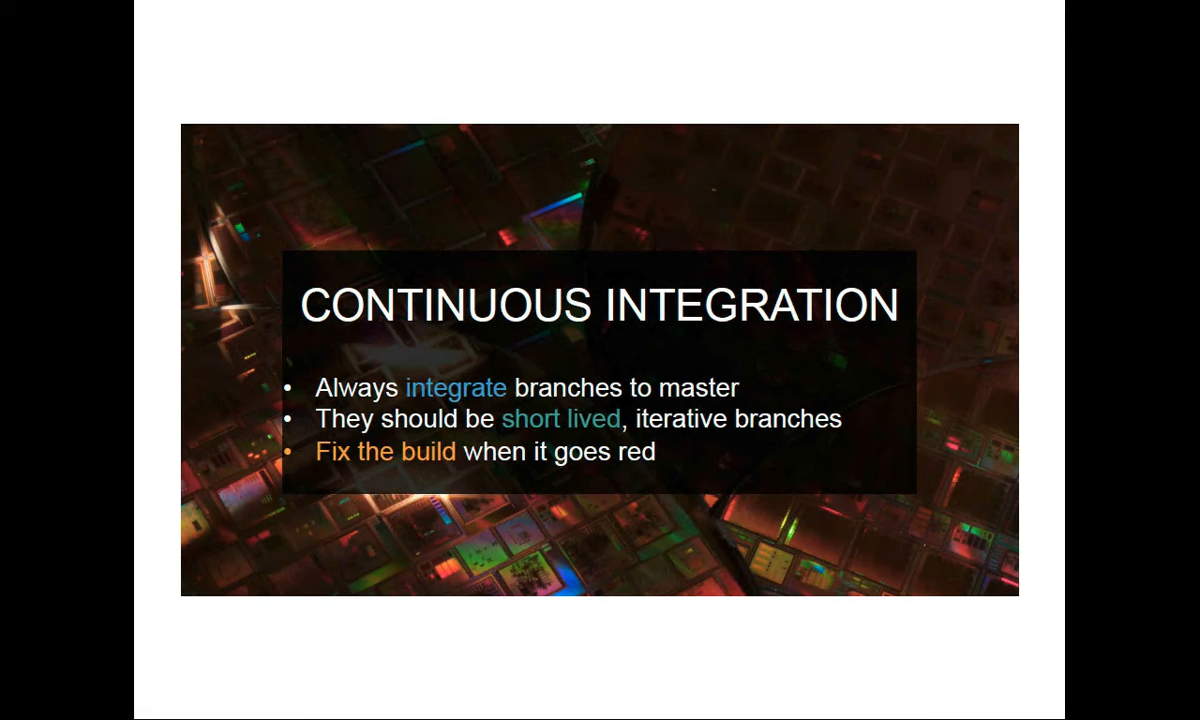 CONTINUOUS INTEGRATION
• Always integrate branches to master
• They should be short lived, iterative branches
• Fix the build when it goes red